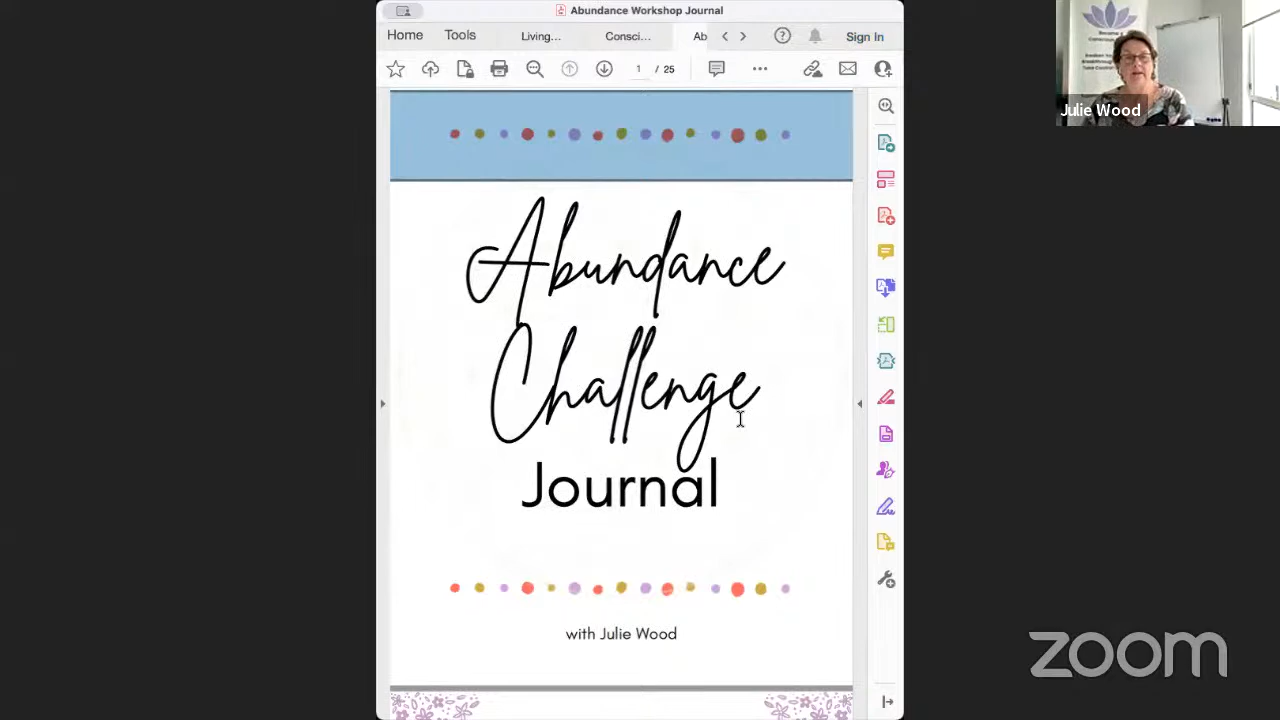 Abundance Workshop Journal
Home Tools Living... Consci... Ab Sign In
1 / 25
Abundance
Challenge
Journal
with Julie Wood
Julie Wood
zoom